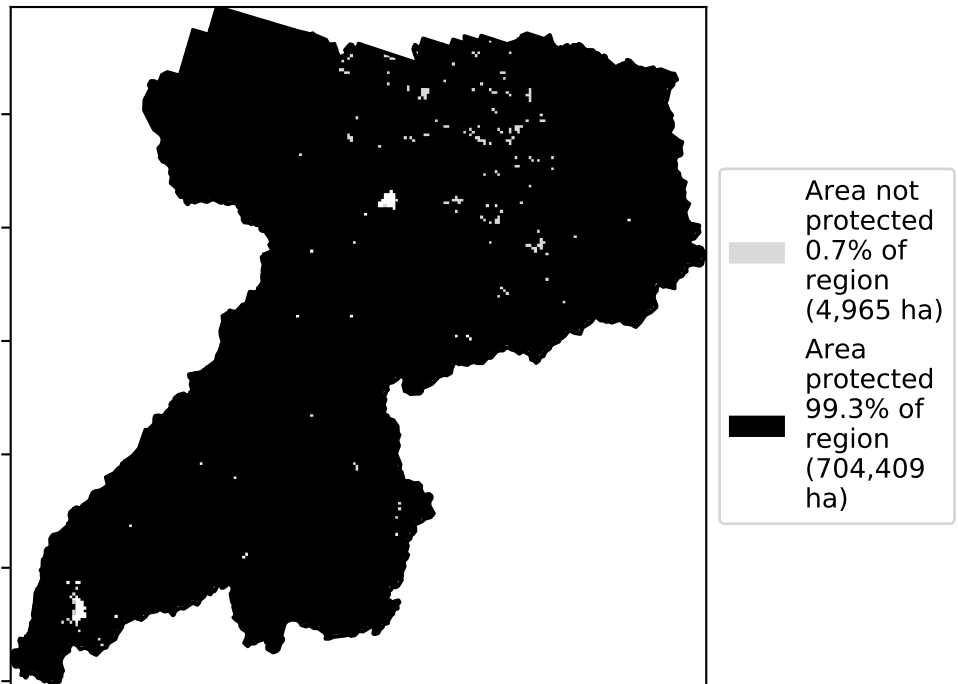 Area not
protected
0.7% of
region
(4,965 ha)
Area
protected
99.3% of
region
(704,409
ha)